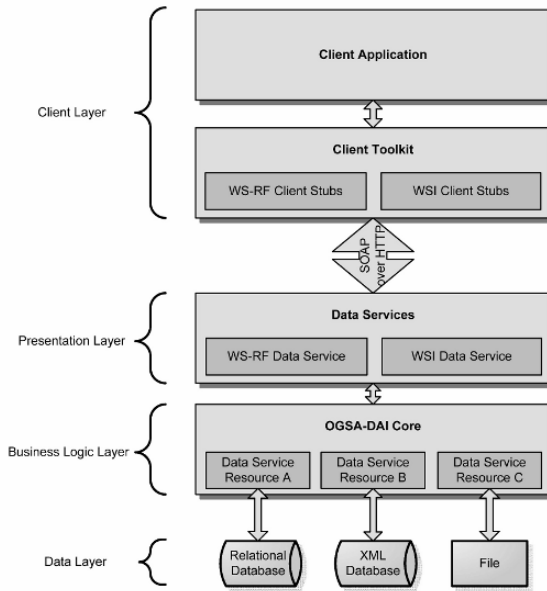 Client Application
Client Layer
Client Toolkit
WS-RF Client Stubs
WSI Client Stubs
SOAP
over HTTP
Data Services
Presentation Layer
WS-RF Data Service
WSI Data Service
OGSA-DAI Core
Business Logic Layer
Data Service
Resource A
Data Service
Resource B
Data Service
Resource C
Data Layer
Relational
Database
XML
Database
File